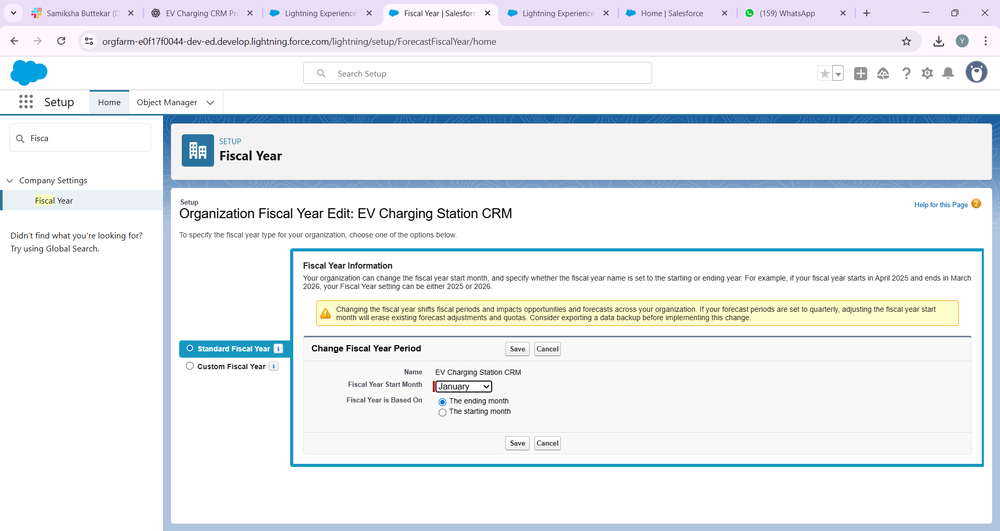 Samiksha Buttekar (D
EV Charging CRM Pro
Lightning Experience
Fiscal Year | Salesforc
Lightning Experience
Home | Salesforce
(159) WhatsApp
orgfarm-e0f17f0044-dev-ed.develop.lightning.force.com/lightning/setup/ForecastFiscalYear/home
Y
Search Setup
Setup
Home
Object Manager
Fisca
Company Settings
Fiscal Year
Didn't find what you're looking for?
Try using Global Search.
SETUP
Fiscal Year
Setup
Organization Fiscal Year Edit: EV Charging Station CRM
Help for this Page
To specify the fiscal year type for your organization, choose one of the options below.
Standard Fiscal Year
Custom Fiscal Year
Fiscal Year Information
Your organization can change the fiscal year start month, and specify whether the fiscal year name is set to the starting or ending year. For example, if your fiscal year starts in April 2025 and ends in March
2026, your Fiscal Year setting can be either 2025 or 2026.
Changing the fiscal year shifts fiscal periods and impacts opportunities and forecasts across your organization. If your forecast periods are set to quarterly, adjusting the fiscal year start
month will erase existing forecast adjustments and quotas. Consider exporting a data backup before implementing this change.
Change Fiscal Year Period
Save
Cancel
Name EV Charging Station CRM
Fiscal Year Start Month January
Fiscal Year is Based On The ending month
The starting month
Save
Cancel